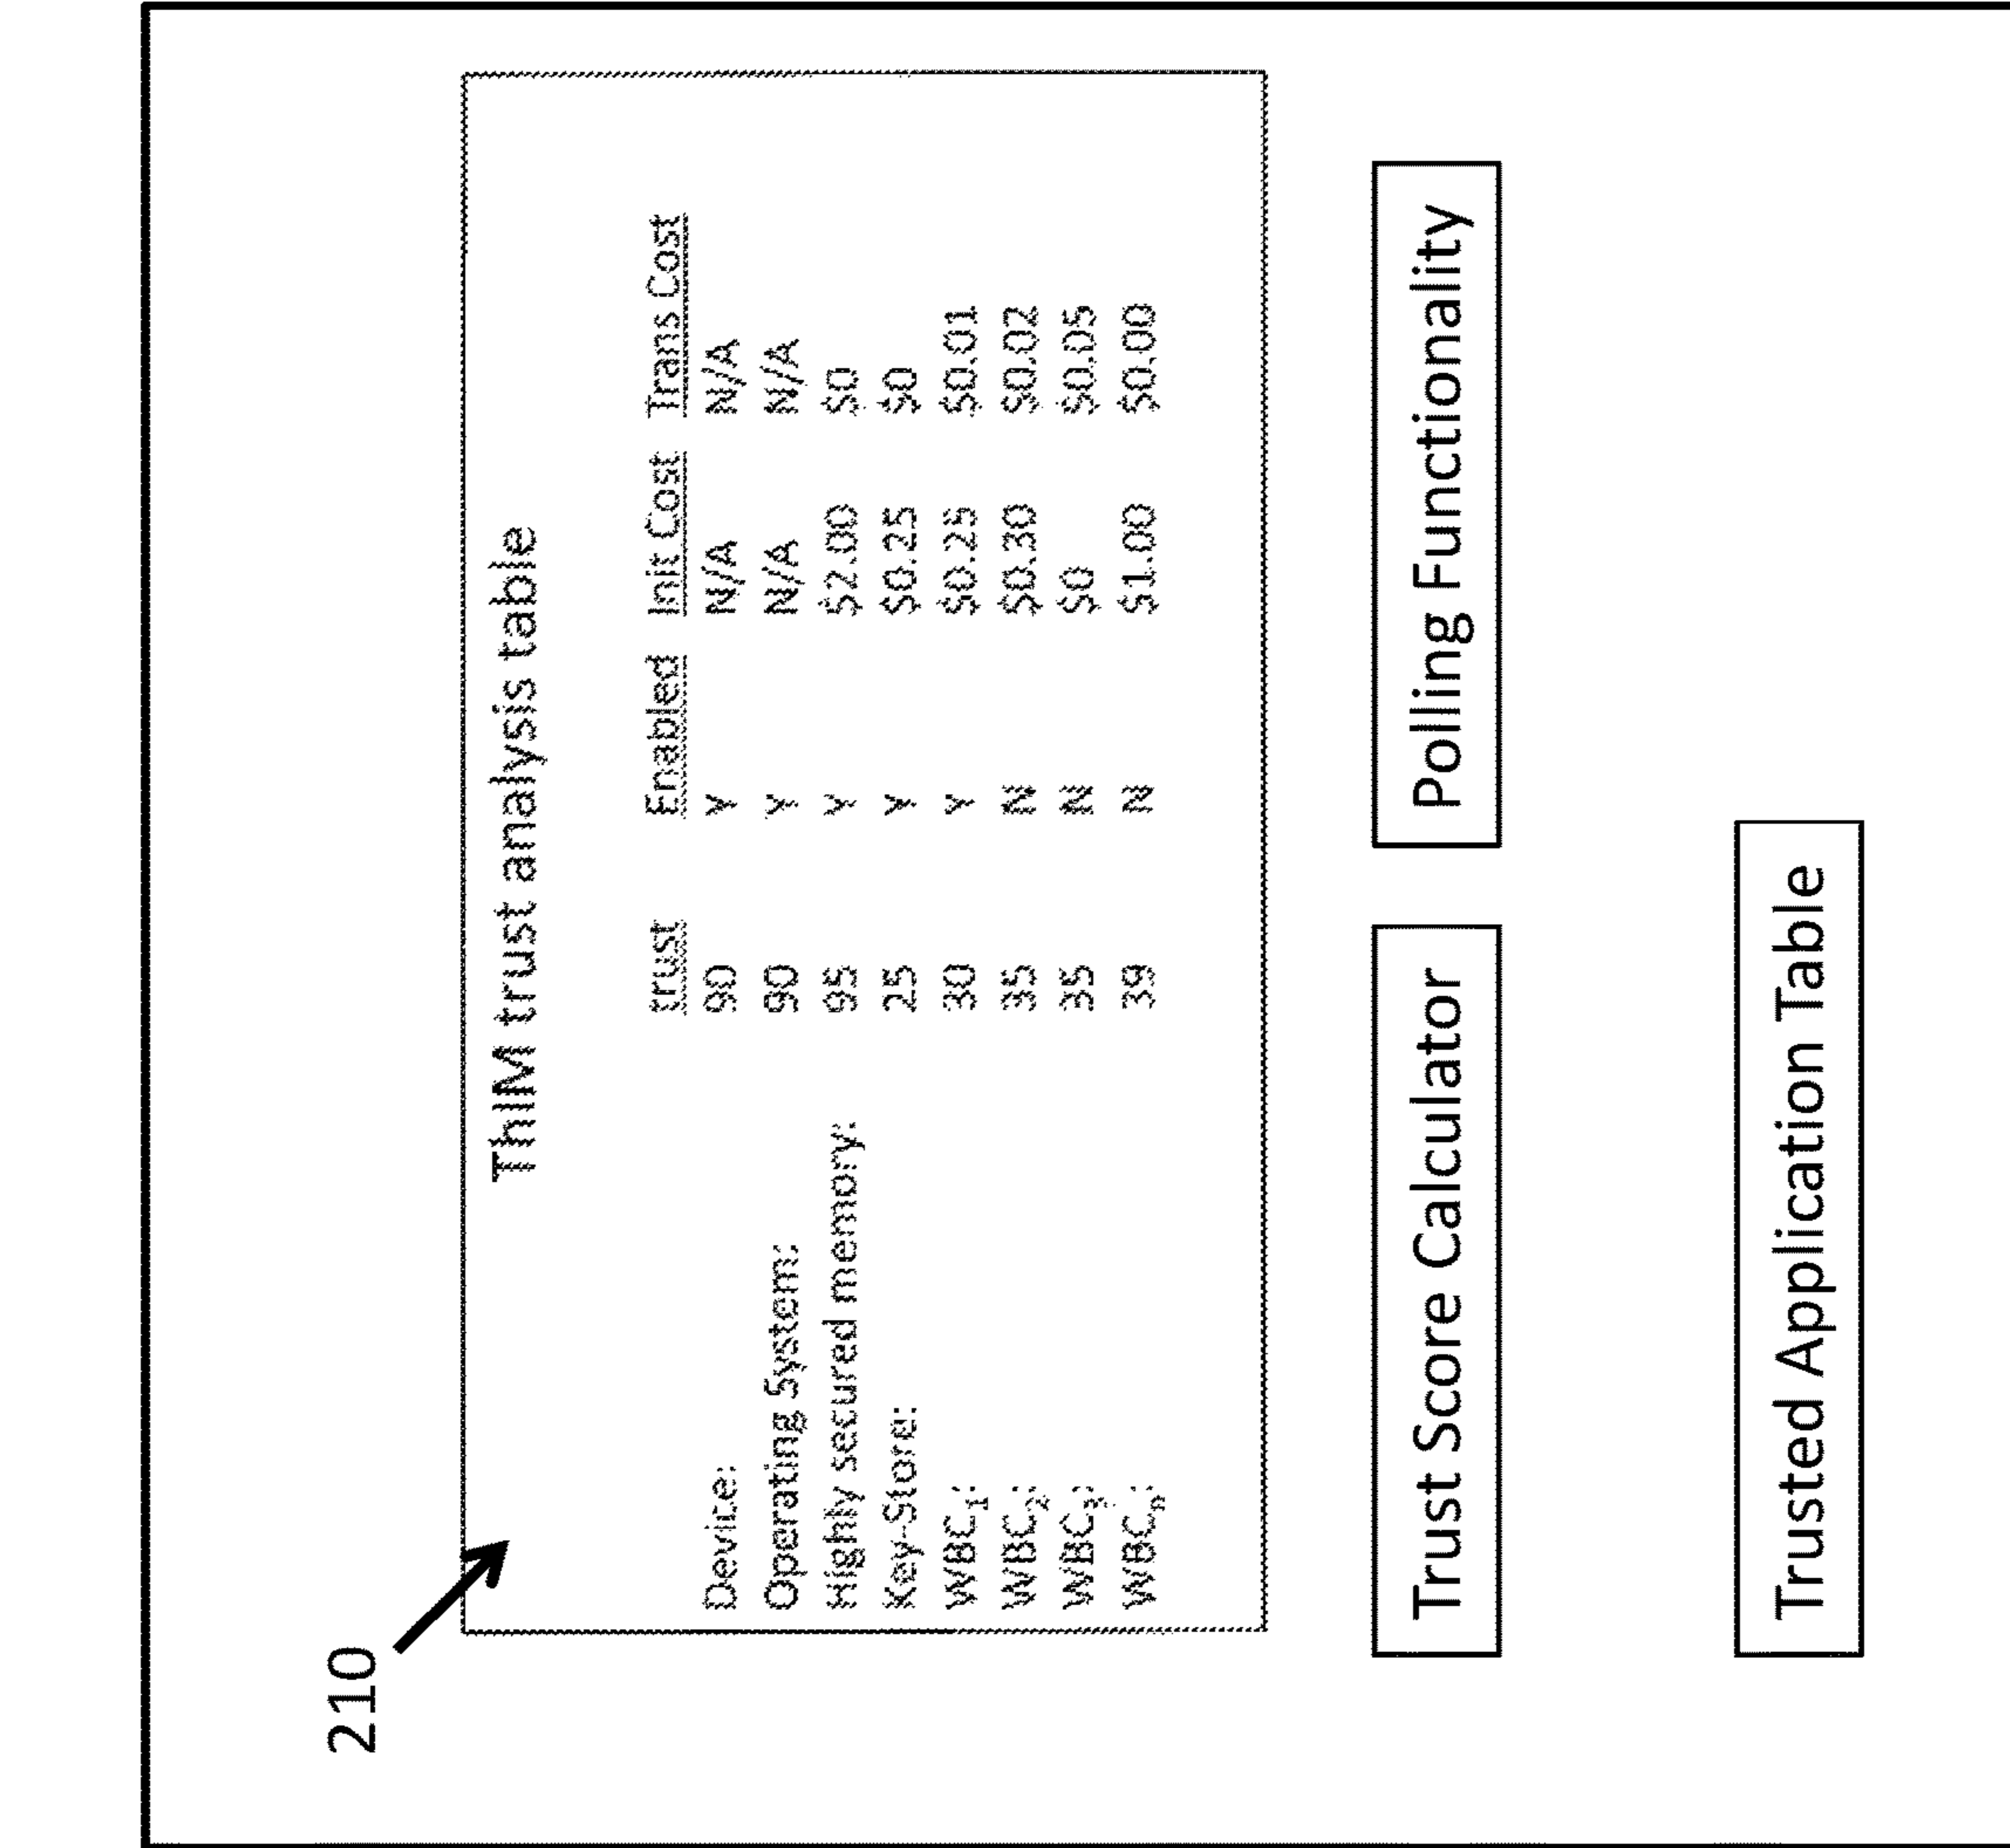 210
ThIM trust analysis table
trust Enabled Init Cost Trans Cost
Device: 90 Y N/A N/A
Operating System: 90 Y N/A N/A
Highly secured memory: 95 Y $2.00 $0
Key-Store: 25 Y $0.25 $0
WBC₁: 30 Y $0.25 $0.01
WBC₂: 35 N $0.30 $0.02
WBC₃: 35 N $0 $0.05
WBCₙ: 39 N $1.00 $0.00
Trust Score Calculator Polling Functionality
Trusted Application Table